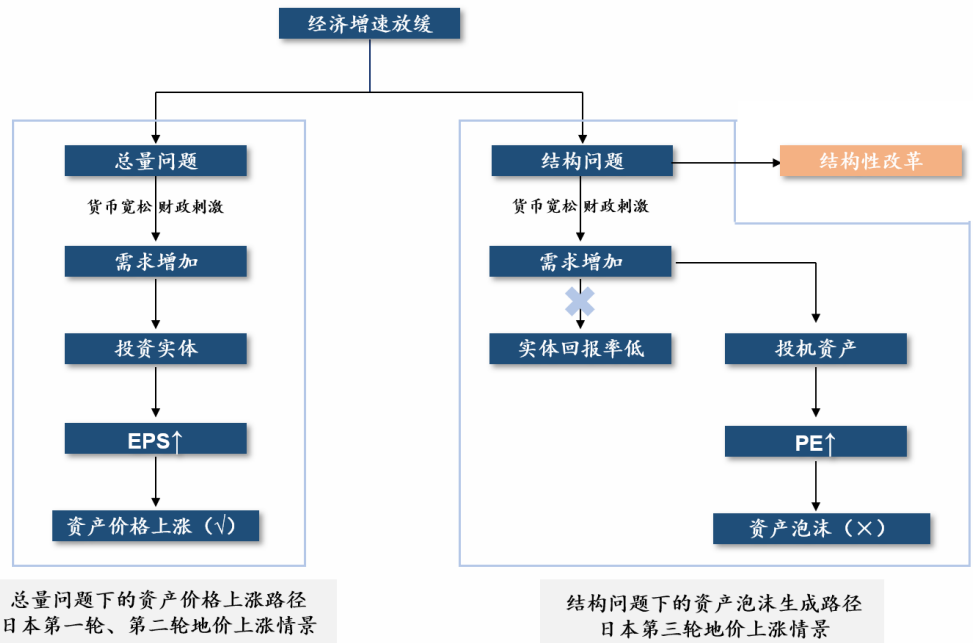 经济增速放缓
总量问题
货币宽松 财政刺激
需求增加
投资实体
EPS↑
资产价格上涨（√）
总量问题下的资产价格上涨路径
日本第一轮、第二轮地价上涨情景
结构问题
结构性改革
货币宽松 财政刺激
需求增加
实体回报率低
投机资产
PE↑
资产泡沫（×）
结构问题下的资产泡沫生成路径
日本第三轮地价上涨情景